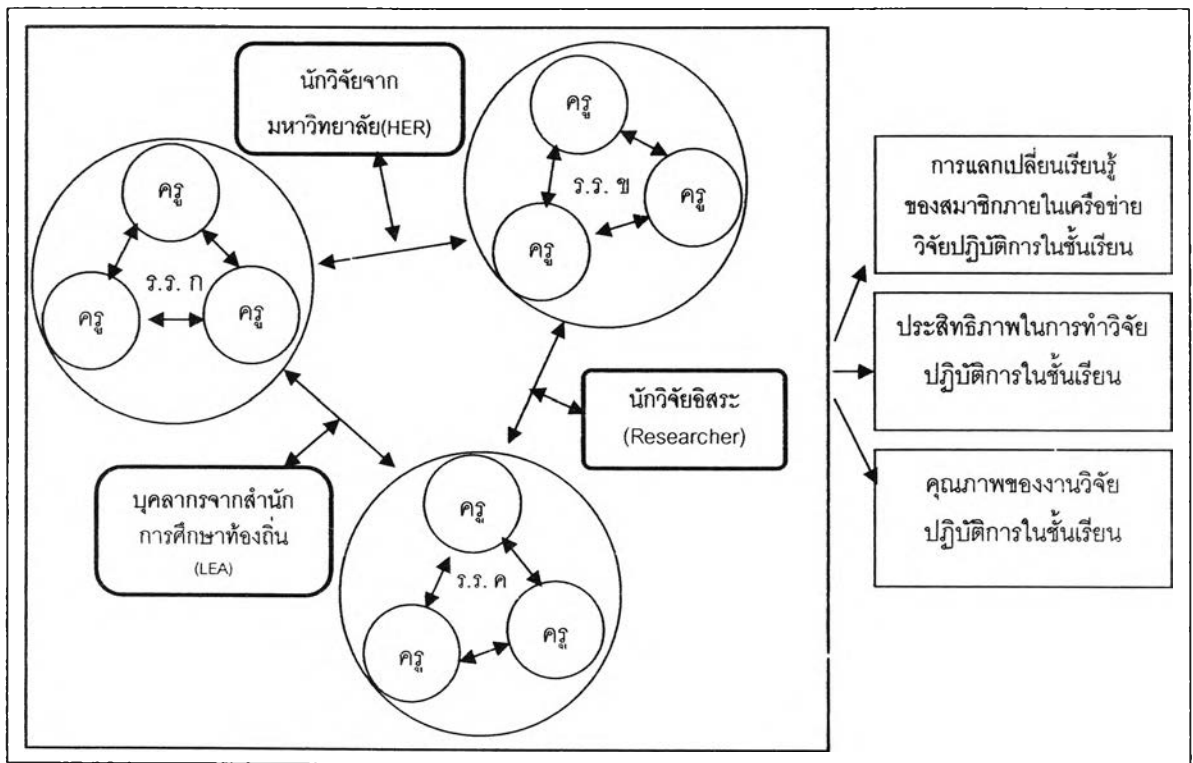 นักวิจัยจาก
มหาวิทยาลัย(HER)
ครู
ครู
ร.ร. ข
ครู
ครู
ครู
ร.ร. ก
ครู
ครู
การแลกเปลี่ยนเรียนรู้
ของสมาชิกภายในเครือข่าย
วิจัยปฏิบัติการในชั้นเรียน
ประสิทธิภาพในการทำวิจัย
ปฏิบัติการในชั้นเรียน
นักวิจัยอิสระ
(Researcher)
บุคลากรจากสำนัก
การศึกษาท้องถิ่น
(LEA)
ครู
ร.ร. ค
ครู
ครู
คุณภาพของงานวิจัย
ปฏิบัติการในชั้นเรียน